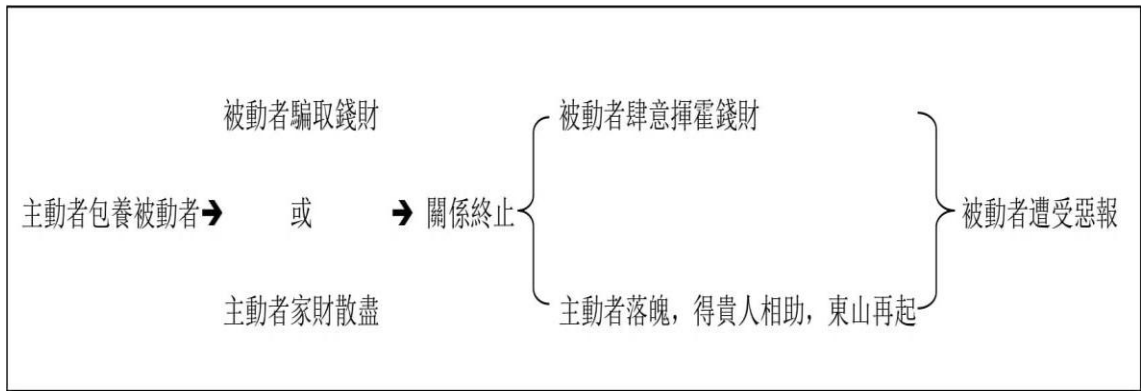 被動者騙取錢財
被動者肆意揮霍錢財
主動者包養被動者➔ 或 ➔ 關係終止
被動者遭受惡報
主動者家財散盡
主動者落魄，得貴人相助，東山再起